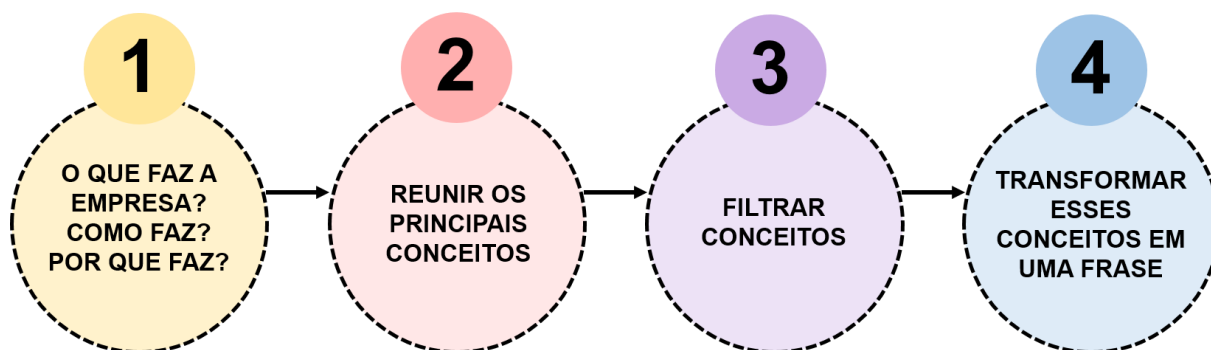 1
O QUE FAZ A
EMPRESA?
COMO FAZ?
POR QUE FAZ?
2
REUNIR OS
PRINCIPAIS
CONCEITOS
3
FILTRAR
CONCEITOS
4
TRANSFORMAR
ESSES
CONCEITOS EM
UMA FRASE